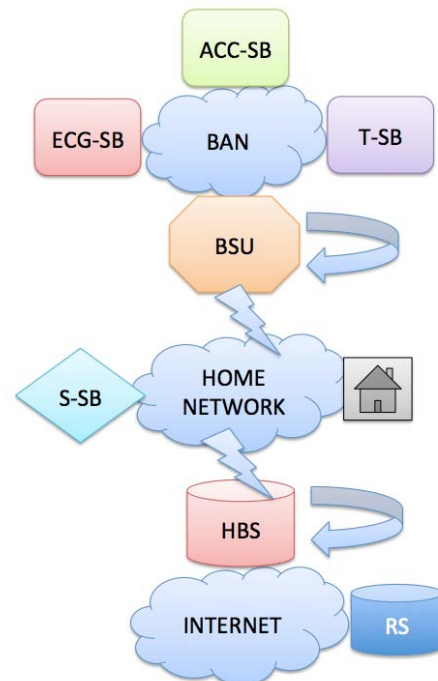 ACC-SB
ECG-SB
BAN
T-SB
BSU
S-SB
HOME
NETWORK
HBS
INTERNET
RS